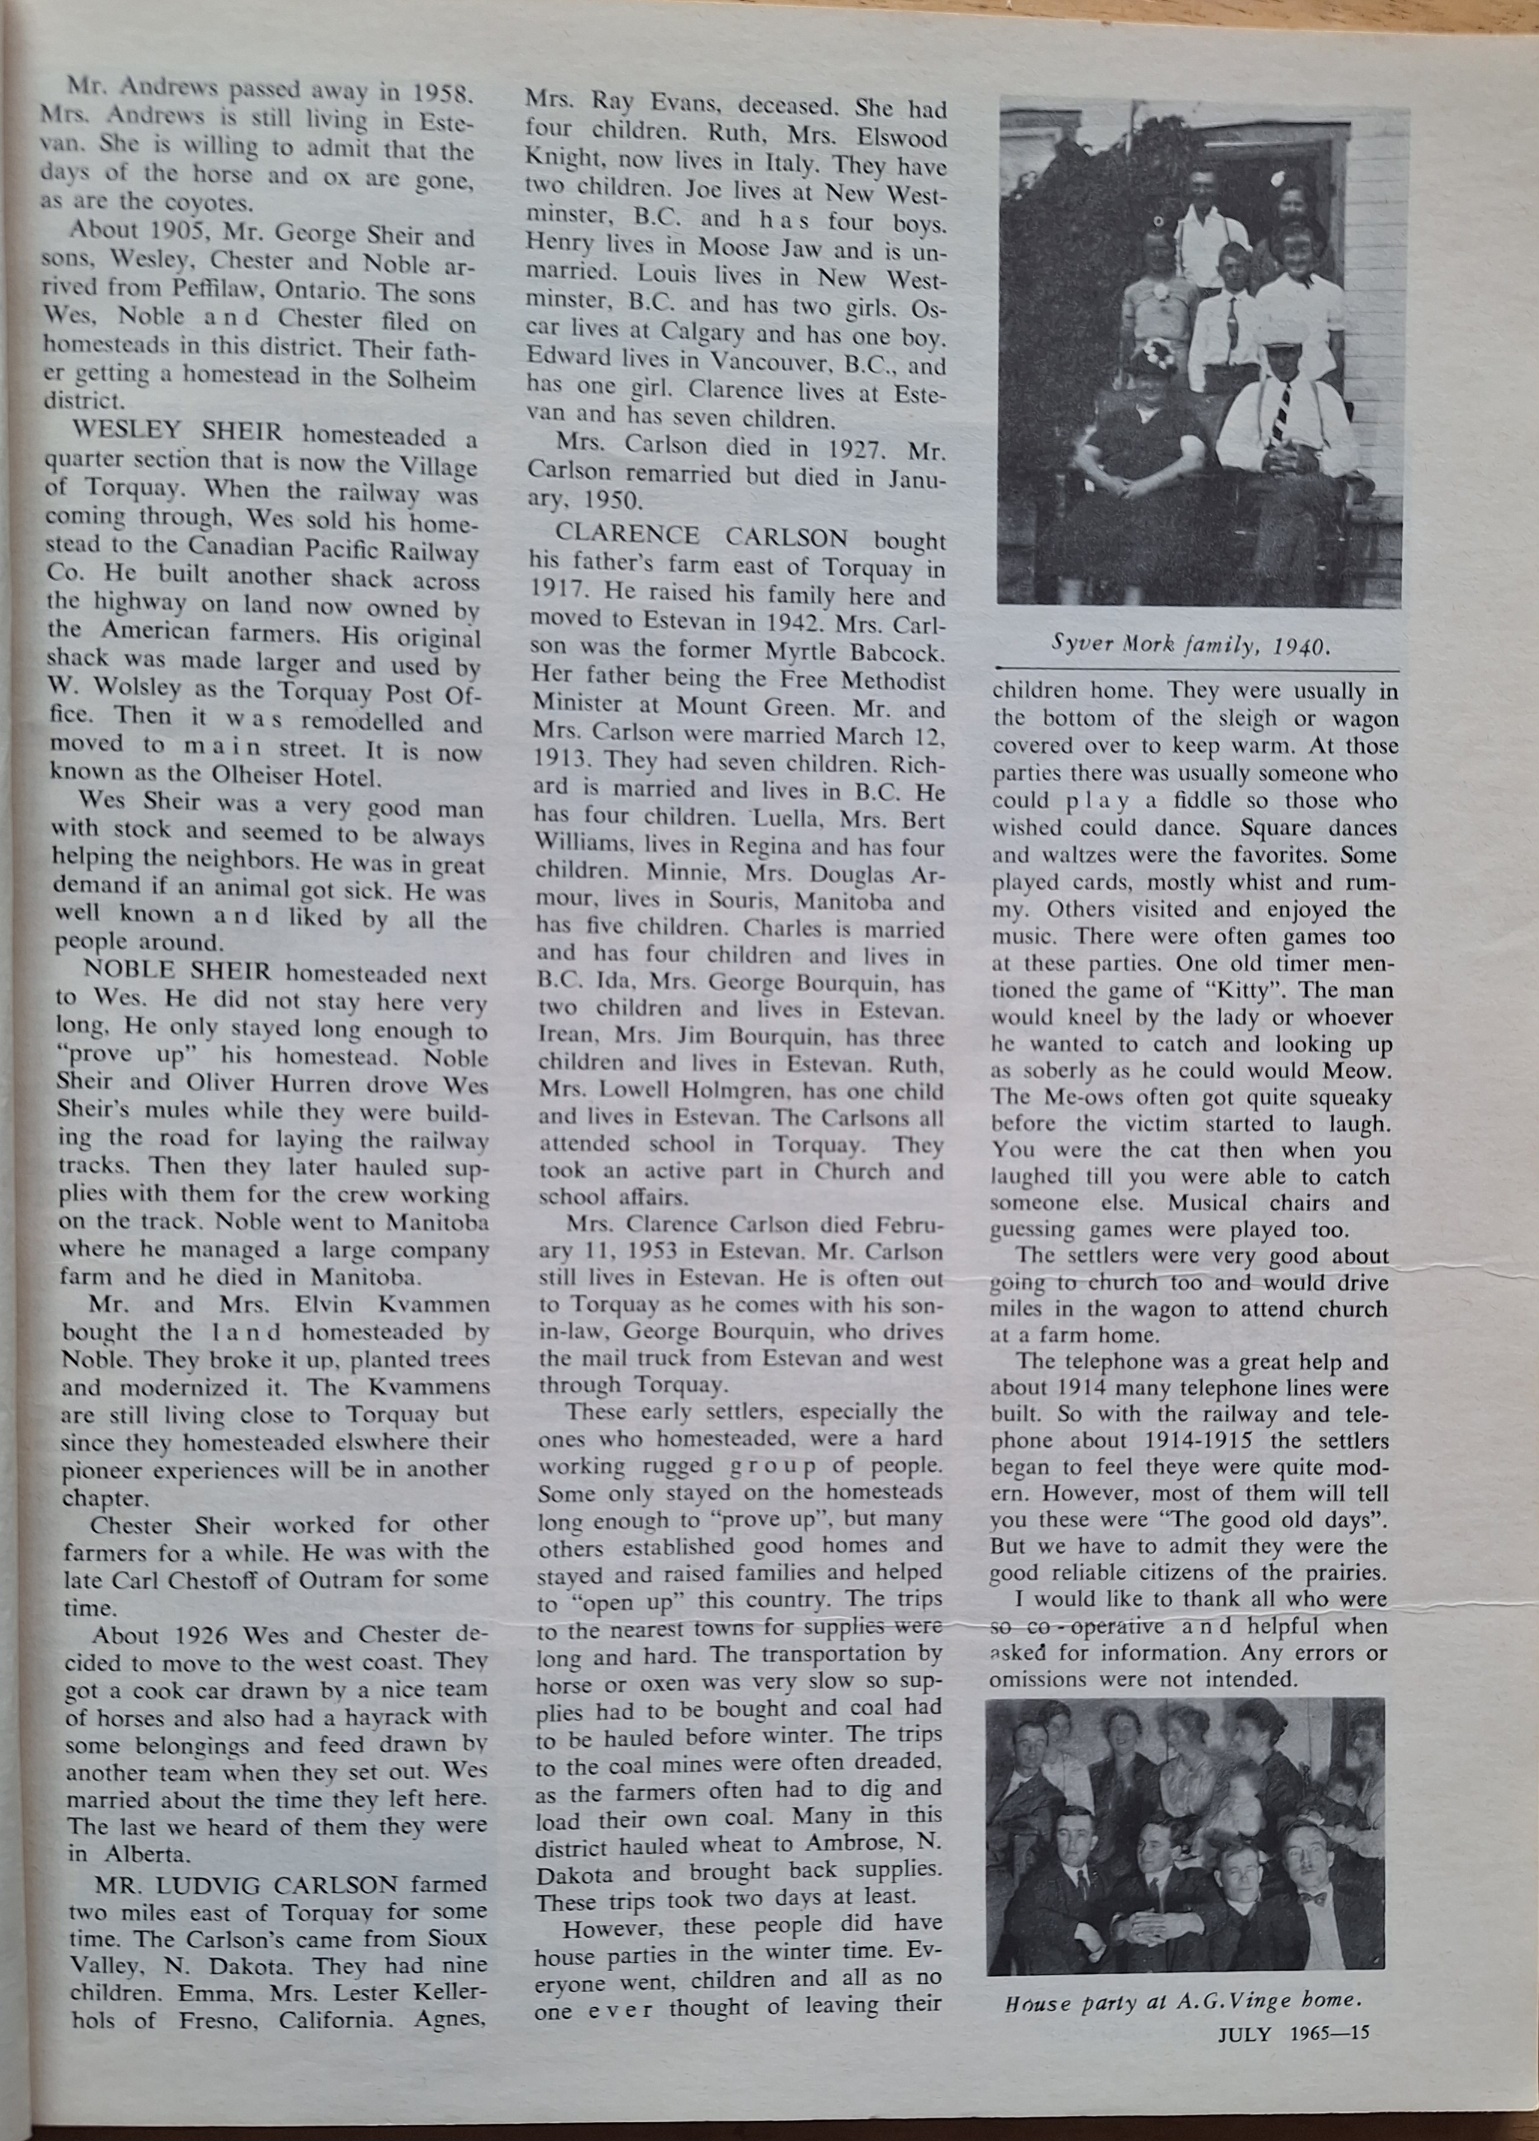 Mr. Andrews passed away in 1958.
Mrs. Andrews is still living in Este-
van. She is willing to admit that the
days of the horse and ox are gone,
as are the coyotes.
About 1905, Mr. George Sheir and
sons, Wesley, Chester and Noble ar-
rived from Peffilaw, Ontario. The sons
Wes, Noble and Chester filed on
homesteads in this district. Their fath-
er getting a homestead in the Solheim
district.
WESLEY SHEIR homesteaded a
quarter section that is now the Village
of Torquay. When the railway was
coming through, Wes sold his home-
stead to the Canadian Pacific Railway
Co. He built another shack across
the highway on land now owned by
the American farmers. His original
shack was made larger and used by
W. Wolsley as the Torquay Post Of-
fice. Then it was remodelled and
moved to main street. It is now
known as the Olheiser Hotel.
Wes Sheir was a very good man
with stock and seemed to be always
helping the neighbors. He was in great
demand if an animal got sick. He was
well known and liked by all the
people around.
NOBLE SHEIR homesteaded next
to Wes. He did not stay here very
long, He only stayed long enough to
“prove up” his homestead. Noble
Sheir and Oliver Hurren drove Wes
Sheir's mules while they were build-
ing the road for laying the railway
tracks. Then they later hauled sup-
plies with them for the crew working
on the track. Noble went to Manitoba
where he managed a large company
farm and he died in Manitoba.
Mr. and Mrs. Elvin Kvammen
bought the land homesteaded by
Noble. They broke it up, planted trees
and modernized it. The Kvammens
are still living close to Torquay but
since they homesteaded elswhere their
pioneer experiences will be in another
chapter.
Chester Sheir worked for other
farmers for a while. He was with the
late Carl Chestoff of Outram for some
time.
About 1926 Wes and Chester de-
cided to move to the west coast. They
got a cook car drawn by a nice team
of horses and also had a hayrack with
some belongings and feed drawn by
another team when they set out. Wes
married about the time they left here.
The last we heard of them they were
in Alberta.
MR. LUDVIG CARLSON farmed
two miles east of Torquay for some
time. The Carlson's came from Sioux
Valley, N. Dakota. They had nine
children. Emma, Mrs. Lester Keller-
hols of Fresno, California. Agnes,
Mrs. Ray Evans, deceased. She had
four children. Ruth, Mrs. Elswood
Knight, now lives in Italy. They have
two children. Joe lives at New West-
minster, B.C. and has four boys.
Henry lives in Moose Jaw and is un-
married. Louis lives in New West-
minster, B.C. and has two girls. Os-
car lives at Calgary and has one boy.
Edward lives in Vancouver, B.C., and
has one girl. Clarence lives at Este-
van and has seven children.
Mrs. Carlson died in 1927. Mr.
Carlson remarried but died in Janu-
ary, 1950.
CLARENCE CARLSON bought
his father's farm east of Torquay in
1917. He raised his family here and
moved to Estevan in 1942. Mrs. Carl-
son was the former Myrtle Babcock.
Her father being the Free Methodist
Minister at Mount Green. Mr. and
Mrs. Carlson were married March 12,
1913. They had seven children. Rich-
ard is married and lives in B.C. He
has four children. Luella, Mrs. Bert
Williams, lives in Regina and has four
children. Minnie, Mrs. Douglas Ar-
mour, lives in Souris, Manitoba and
has five children. Charles is married
and has four children and lives in
B.C. Ida, Mrs. George Bourquin, has
two children and lives in Estevan.
Irean, Mrs. Jim Bourquin, has three
children and lives in Estevan. Ruth,
Mrs. Lowell Holmgren, has one child
and lives in Estevan. The Carlsons all
attended school in Torquay. They
took an active part in Church and
school affairs.
Mrs. Clarence Carlson died Febru-
ary 11, 1953 in Estevan. Mr. Carlson
still lives in Estevan. He is often out
to Torquay as he comes with his son-
in-law, George Bourquin, who drives
the mail truck from Estevan and west
through Torquay.
These early settlers, especially the
ones who homesteaded, were a hard
working rugged group of people.
Some only stayed on the homesteads
long enough to “prove up”, but many
others established good homes and
stayed and raised families and helped
to “open up” this country. The trips
to the nearest towns for supplies were
long and hard. The transportation by
horse or oxen was very slow so sup-
plies had to be bought and coal had
to be hauled before winter. The trips
to the coal mines were often dreaded,
as the farmers often had to dig and
load their own coal. Many in this
district hauled wheat to Ambrose, N.
Dakota and brought back supplies.
These trips took two days at least.
However, these people did have
house parties in the winter time. Ev-
eryone went, children and all as no
one ever thought of leaving their
Syver Mork family, 1940.
children home. They were usually in
the bottom of the sleigh or wagon
covered over to keep warm. At those
parties there was usually someone who
could play a fiddle so those who
wished could dance. Square dances
and waltzes were the favorites. Some
played cards, mostly whist and rum-
my. Others visited and enjoyed the
music. There were often games too
at these parties. One old timer men-
tioned the game of “Kitty”. The man
would kneel by the lady or whoever
he wanted to catch and looking up
as soberly as he could would Meow.
The Me-ows often got quite squeaky
before the victim started to laugh.
You were the cat then when you
laughed till you were able to catch
someone else. Musical chairs and
guessing games were played too.
The settlers were very good about
going to church too and would drive
miles in the wagon to attend church
at a farm home.
The telephone was a great help and
about 1914 many telephone lines were
built. So with the railway and tele-
phone about 1914-1915 the settlers
began to feel theye were quite mod-
ern. However, most of them will tell
you these were “The good old days”.
But we have to admit they were the
good reliable citizens of the prairies.
I would like to thank all who were
so co-operative and helpful when
asked for information. Any errors or
omissions were not intended.
House party at A.G.Vinge home.
JULY 1965—15